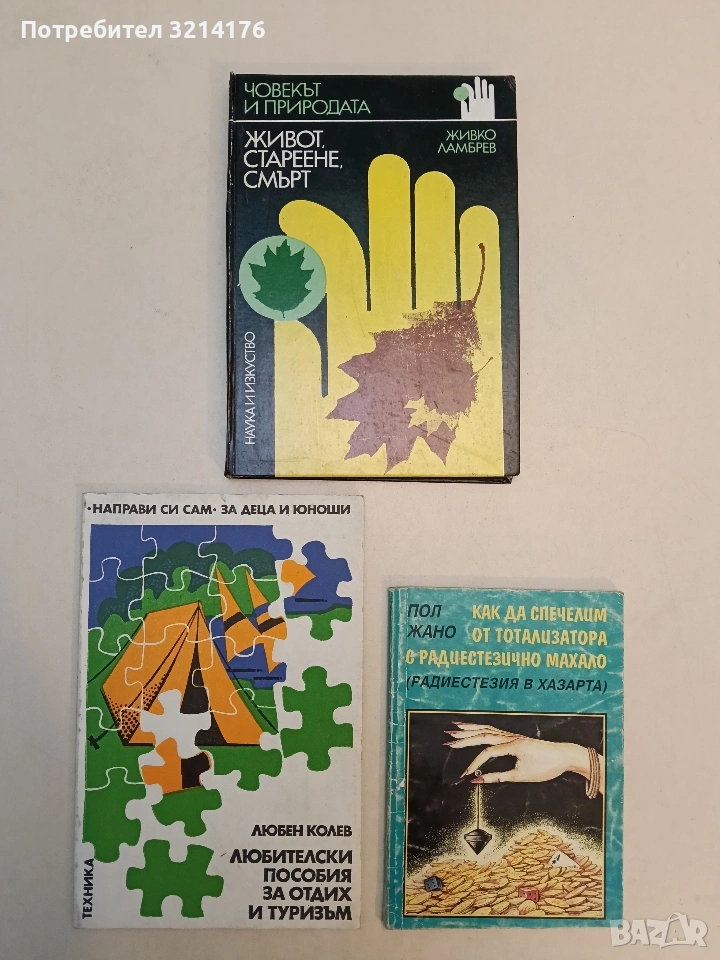 Потребител 3214176
ЧОВЕКЪТ
И ПРИРОДАТА
ЖИВОТ,
СТАРЕЕНЕ,
СМЪРТ
ЖИВКО
ЛАМБРЕВ
НАУКА И ИЗКУСТВО
•НАПРАВИ СИ САМ• ЗА ДЕЦА И ЮНОШИ
ЛЮБЕН КОЛЕВ
ЛЮБИТЕЛСКИ
ПОСОБИЯ
ЗА ОТДИХ
И ТУРИЗЪМ
ТЕХНИКА
ПОЛ
ЖАНО
КАК ДА СПЕЧЕЛИМ
ОТ ТОТАЛИЗАТОРА
С РАДИЕСТЕЗИЧНО МАХАЛО
(РАДИЕСТЕЗИЯ В ХАЗАРТА)
BAZAR